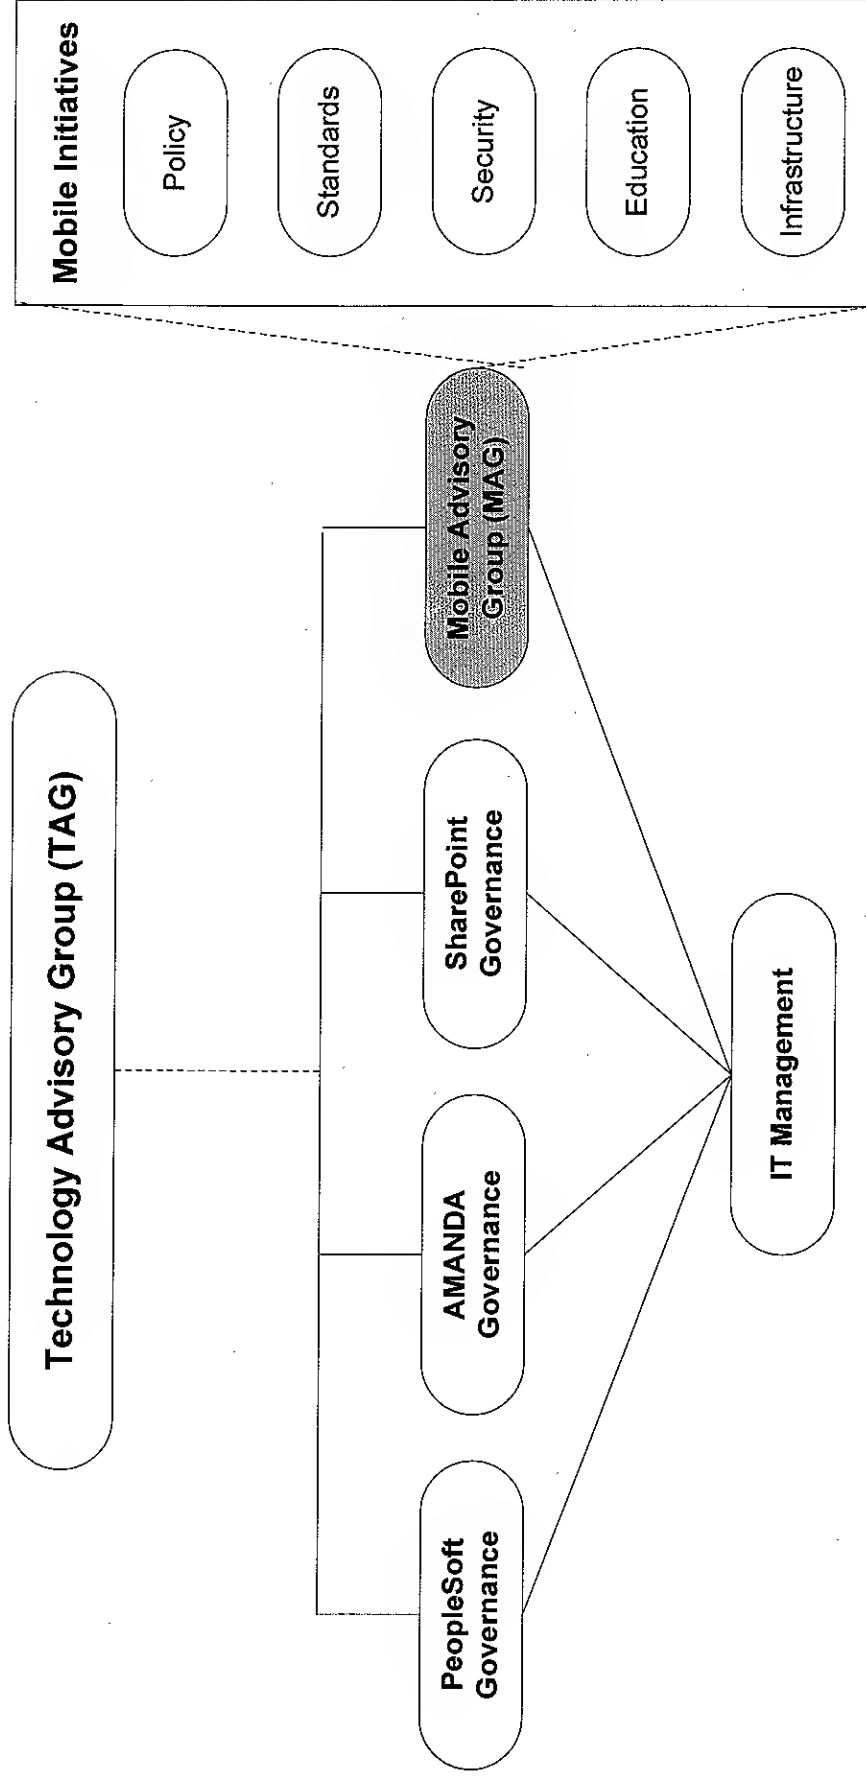 Technology Advisory Group (TAG)
PeopleSoft
Governance
AMANDA
Governance
SharePoint
Governance
Mobile Advisory
Group (MAG)
IT Management
Mobile Initiatives
Policy
Standards
Security
Education
Infrastructure